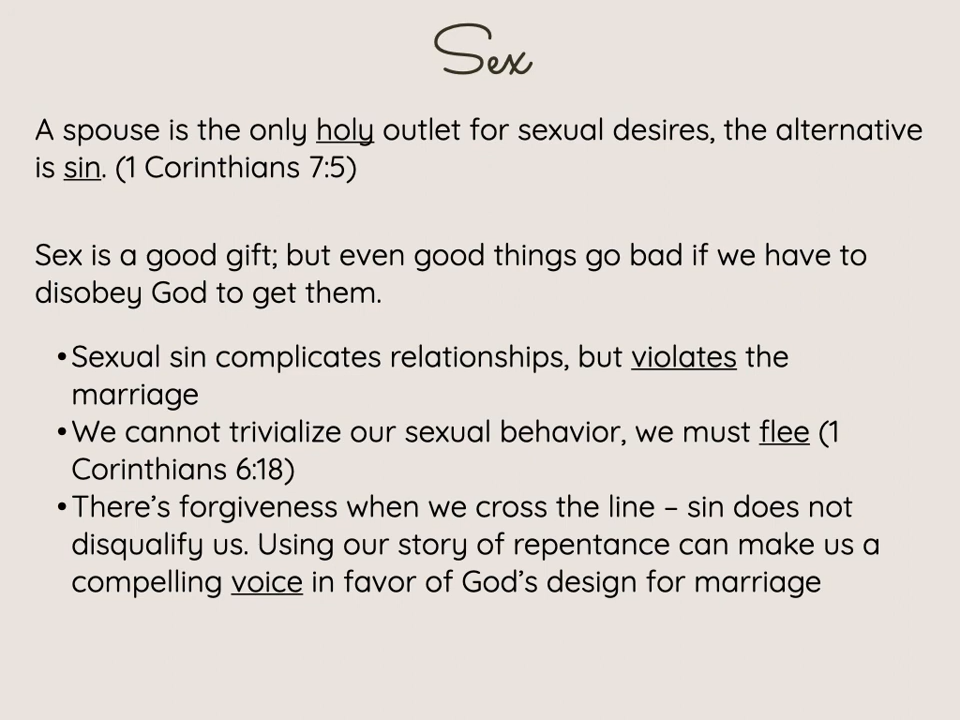 Sex
A spouse is the only holy outlet for sexual desires, the alternative
is sin. (1 Corinthians 7:5)
Sex is a good gift; but even good things go bad if we have to
disobey God to get them.
•Sexual sin complicates relationships, but violates the
marriage
•We cannot trivialize our sexual behavior, we must flee (1
Corinthians 6:18)
•There’s forgiveness when we cross the line – sin does not
disqualify us. Using our story of repentance can make us a
compelling voice in favor of God’s design for marriage